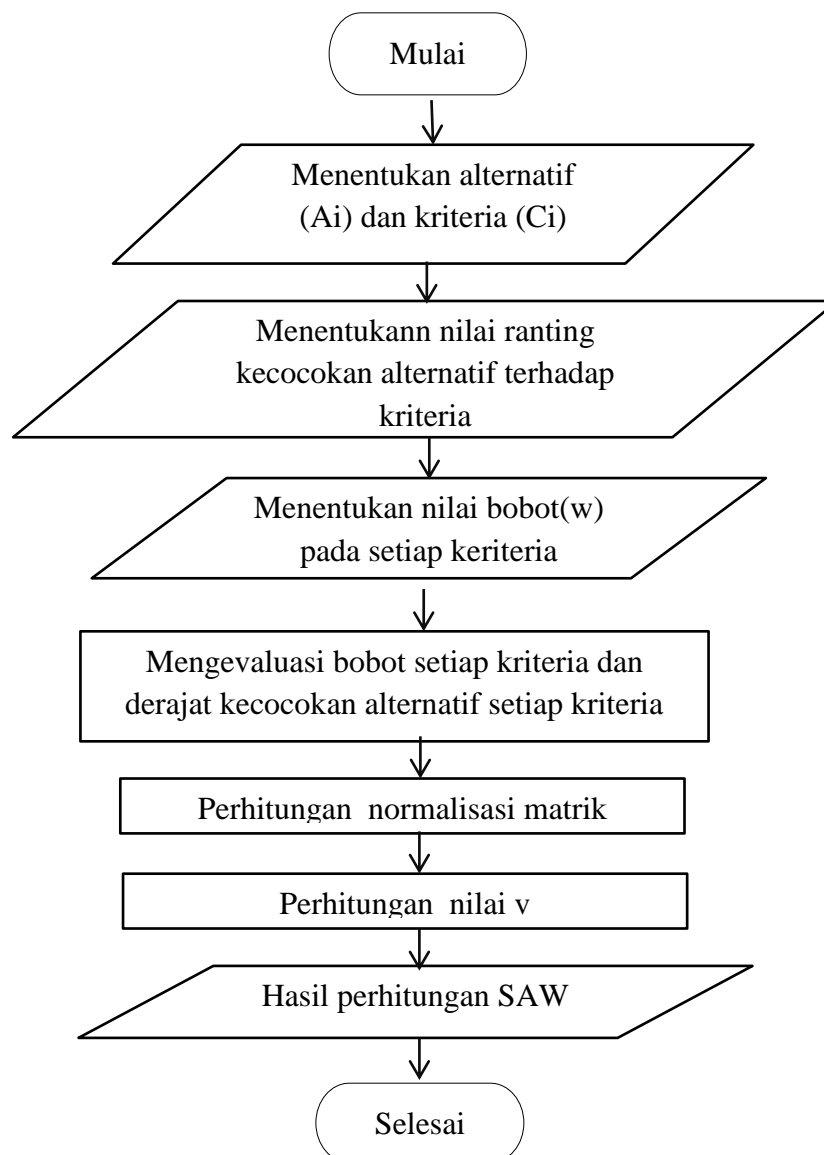 Mulai
Menentukan alternatif
(Ai) dan kriteria (Ci)
Menentukann nilai ranting
kecocokan alternatif terhadap
kriteria
Menentukan nilai bobot(w)
pada setiap keriteria
Mengevaluasi bobot setiap kriteria dan
derajat kecocokan alternatif setiap kriteria
Perhitungan normalisasi matrik
Perhitungan nilai v
Hasil perhitungan SAW
Selesai